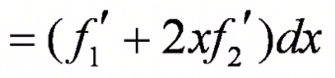 = (f₁′ + 2xf₂′)dx